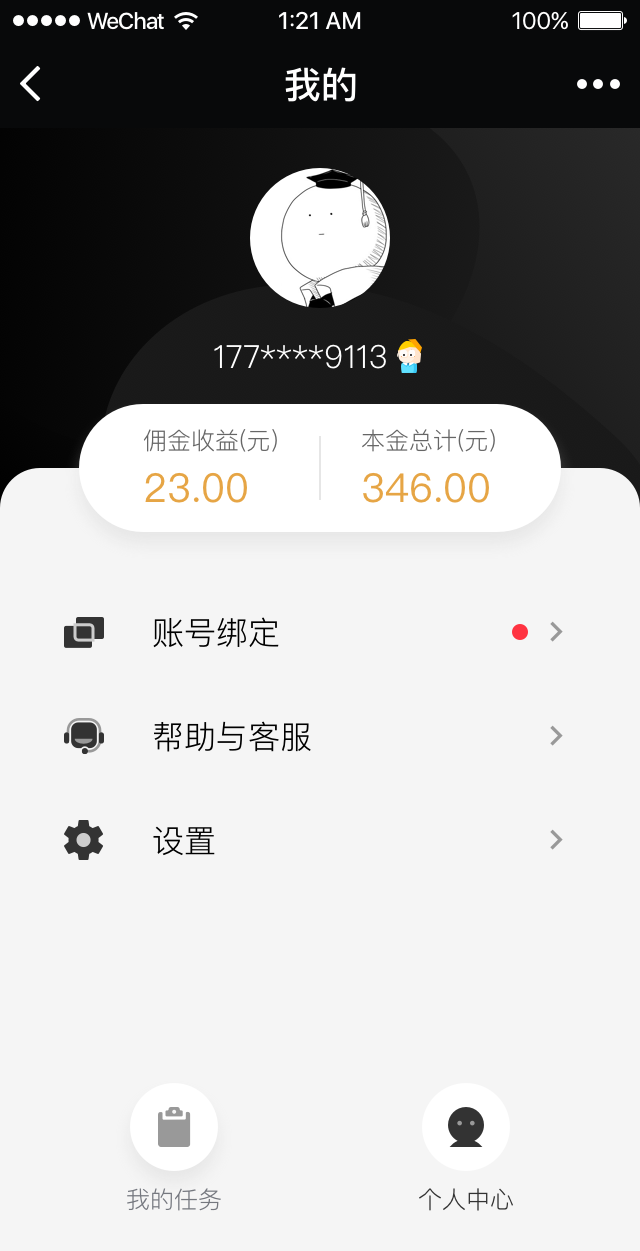 WeChat 1:21 AM 100%
我的
177****9113
佣金收益(元) 本金总计(元)
23.00 346.00
账号绑定
帮助与客服
设置
我的任务 个人中心